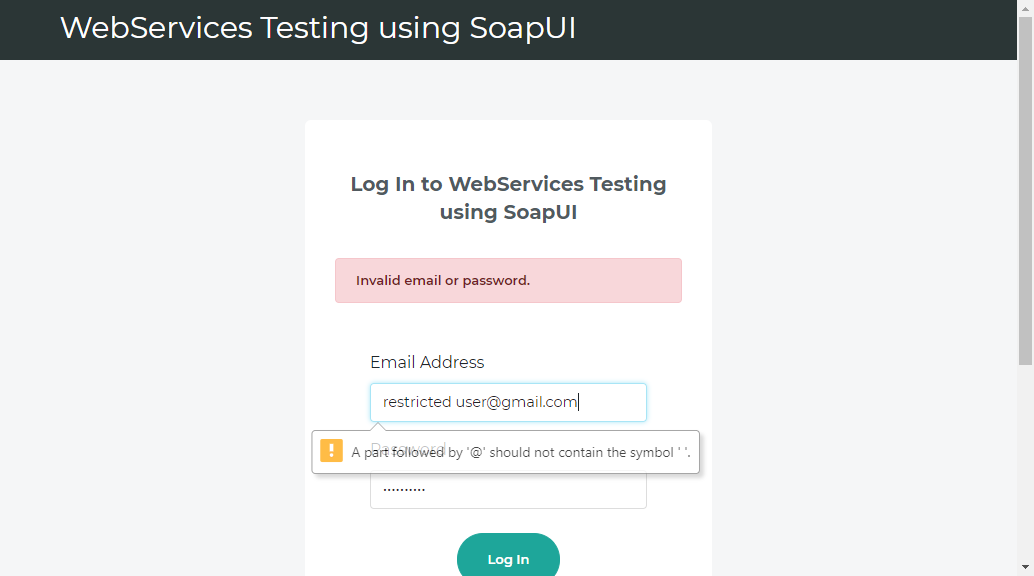 WebServices Testing using SoapUI
Log In to WebServices Testing
using SoapUI
Invalid email or password.
Email Address
restricted user@gmail.com
Password
A part followed by '@' should not contain the symbol ' '.
••••••••••
Log In